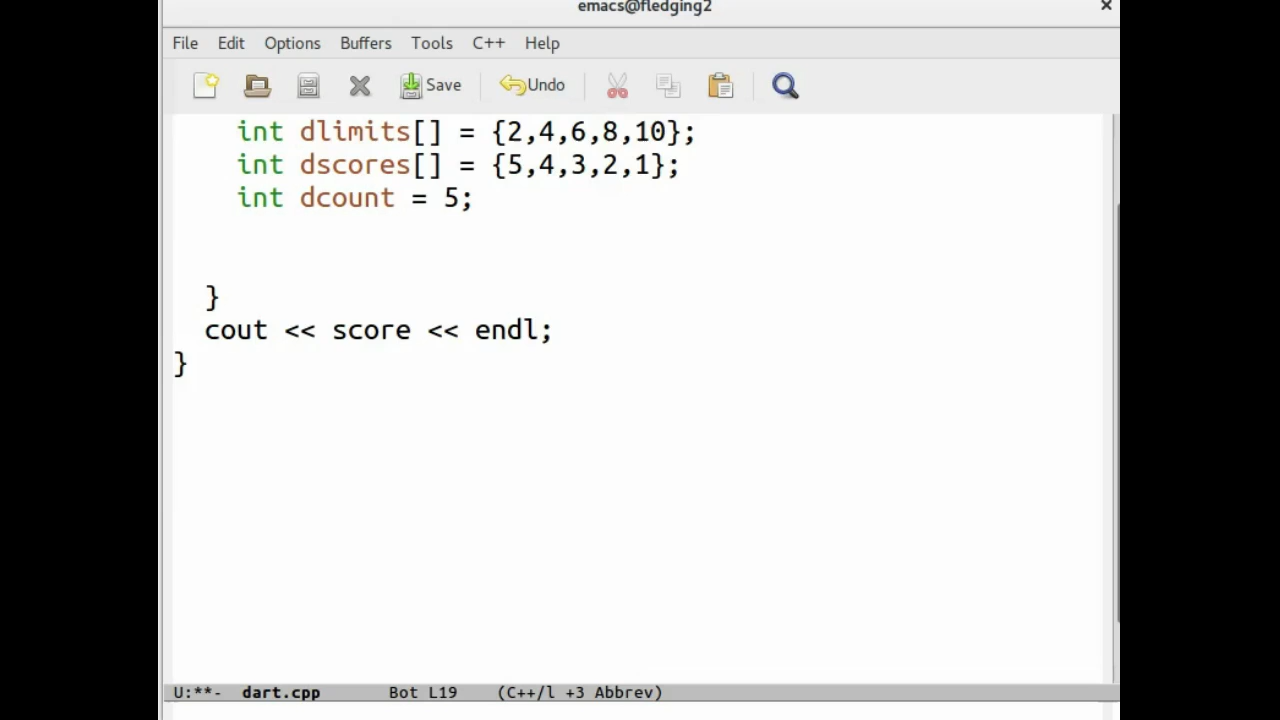 emacs@fledging2
File Edit Options Buffers Tools C++ Help
Save Undo
int dlimits[] = {2,4,6,8,10};
int dscores[] = {5,4,3,2,1};
int dcount = 5;
}
cout << score << endl;
}
U:**- dart.cpp Bot L19 (C++/l +3 Abbrev)